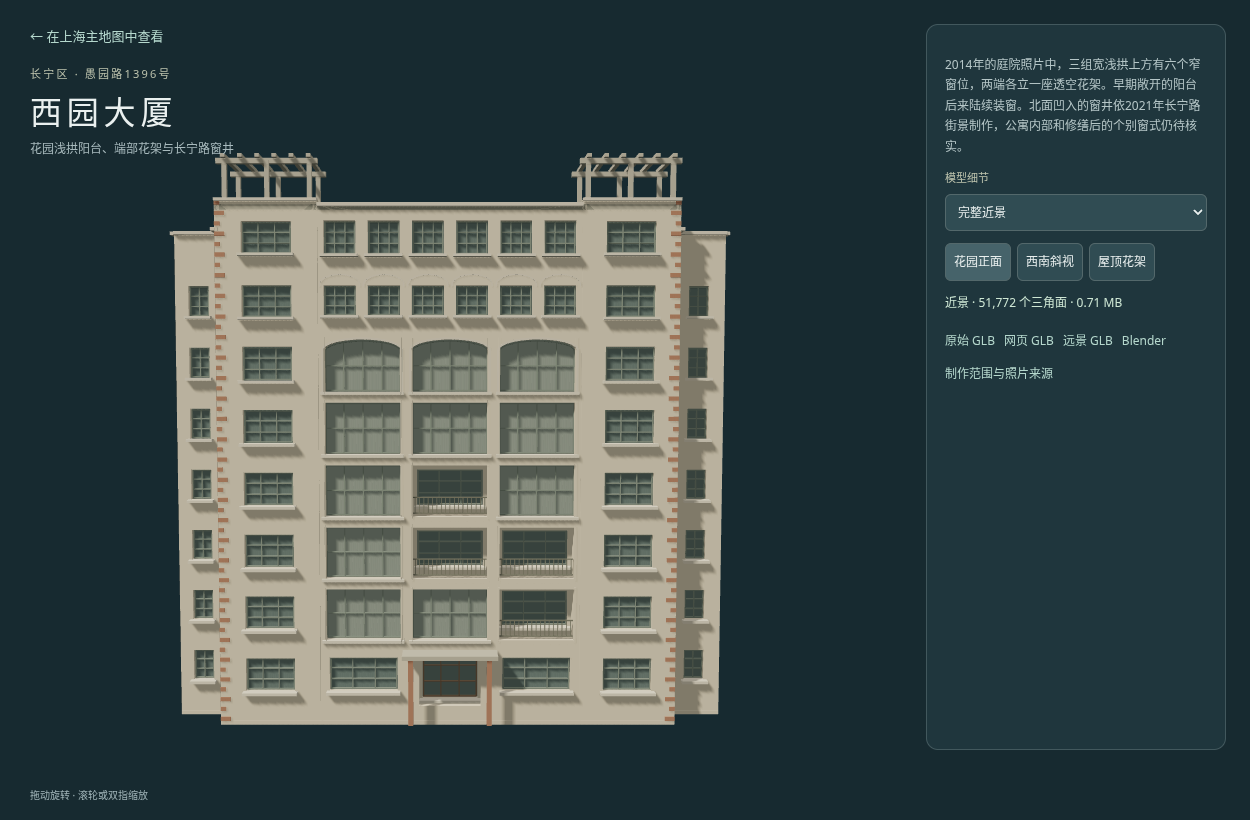 ← 在上海主地图中查看
长宁区 · 愚园路1396号
西园大厦
花园浅拱阳台、端部花架与长宁路窗井
2014年的庭院照片中，三组宽浅拱上方有六个窄
窗位，两端各立一座透空花架。早期敞开的阳台
后来陆续装窗。北面凹入的窗井依2021年长宁路
街景制作，公寓内部和修缮后的个别窗式仍待核
实。
模型细节
完整近景
花园正面 西南斜视 屋顶花架
近景 · 51,772 个三角面 · 0.71 MB
原始 GLB 网页 GLB 远景 GLB Blender
制作范围与照片来源
拖动旋转 · 滚轮或双指缩放